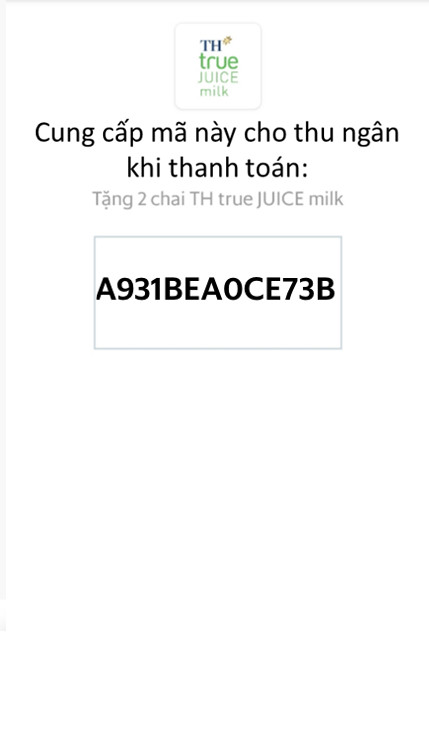 TH
true
JUICE
milk
Cung cấp mã này cho thu ngân
khi thanh toán:
Tặng 2 chai TH true JUICE milk
A931BEA0CE73B